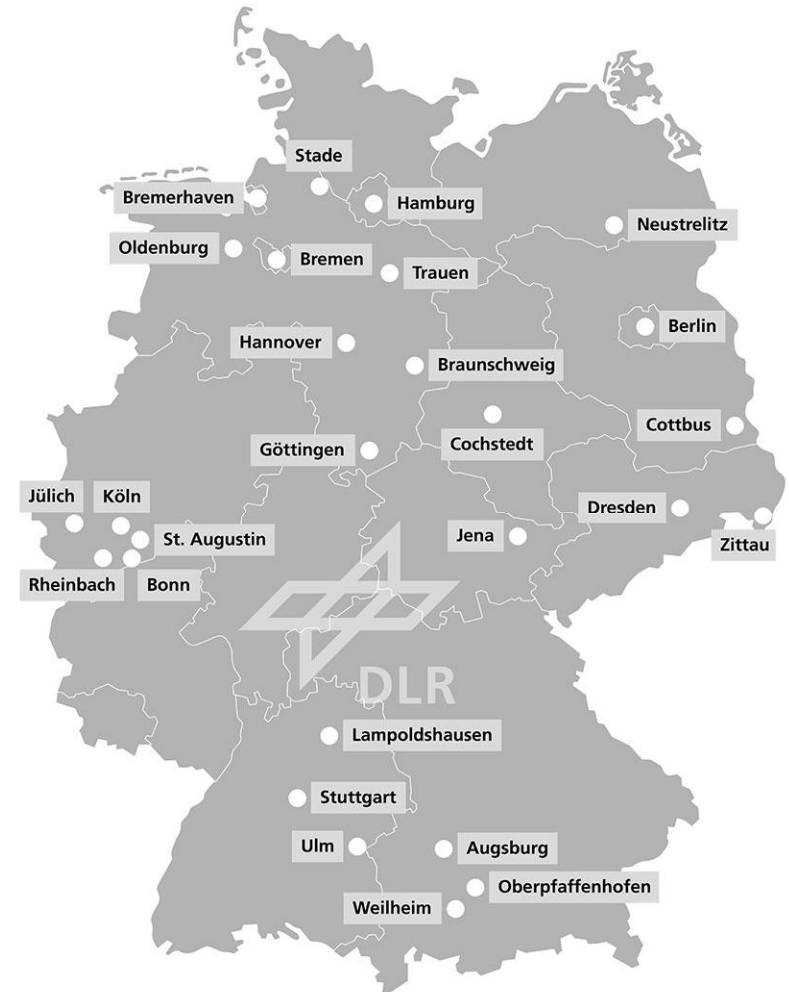 Stade
Bremerhaven
Hamburg
Neustrelitz
Oldenburg
Bremen
Trauen
Hannover
Berlin
Braunschweig
Cottbus
Göttingen
Cochstedt
Jülich
Köln
Dresden
St. Augustin
Jena
Zittau
Rheinbach
Bonn
DLR
Lampoldshausen
Stuttgart
Ulm
Augsburg
Oberpfaffenhofen
Weilheim